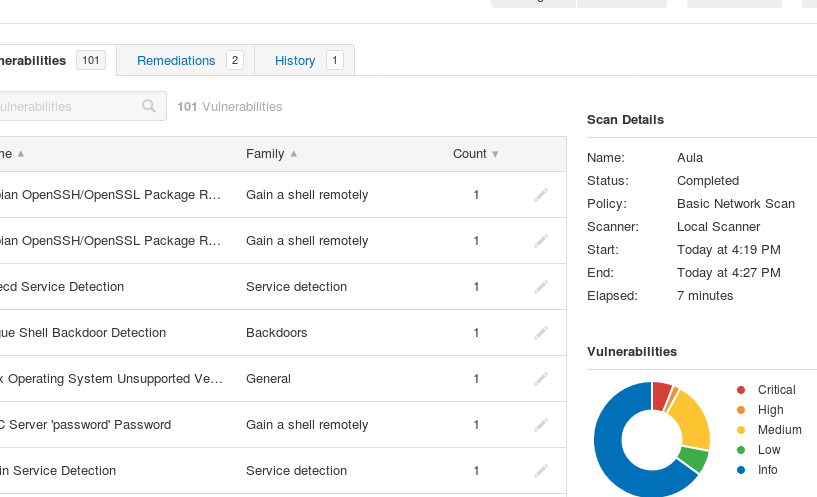 nerabilities 101 Remediations 2 History 1
ulnerabilities 101 Vulnerabilities
me Family Count
ian OpenSSH/OpenSSL Package R… Gain a shell remotely 1
ian OpenSSH/OpenSSL Package R… Gain a shell remotely 1
ecd Service Detection Service detection 1
gue Shell Backdoor Detection Backdoors 1
x Operating System Unsupported Ve… General 1
C Server 'password' Password Gain a shell remotely 1
in Service Detection Service detection 1
Scan Details
Name: Aula
Status: Completed
Policy: Basic Network Scan
Scanner: Local Scanner
Start: Today at 4:19 PM
End: Today at 4:27 PM
Elapsed: 7 minutes
Vulnerabilities
Critical
High
Medium
Low
Info